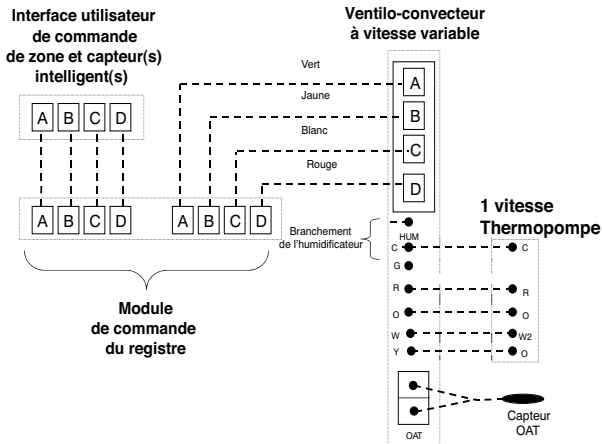 Interface utilisateur
de commande
de zone et capteur(s)
intelligent(s)
Ventilo-convecteur
à vitesse variable
Vert
Jaune
Blanc
Rouge
A B C D
A
B
C
D
A B C D
A B C D
Branchement
de l'humidificateur
HUM
C
G
R
O
W
Y
1 vitesse
Thermopompe
C
R
O
W2
O
Module
de commande
du registre
OAT
Capteur
OAT